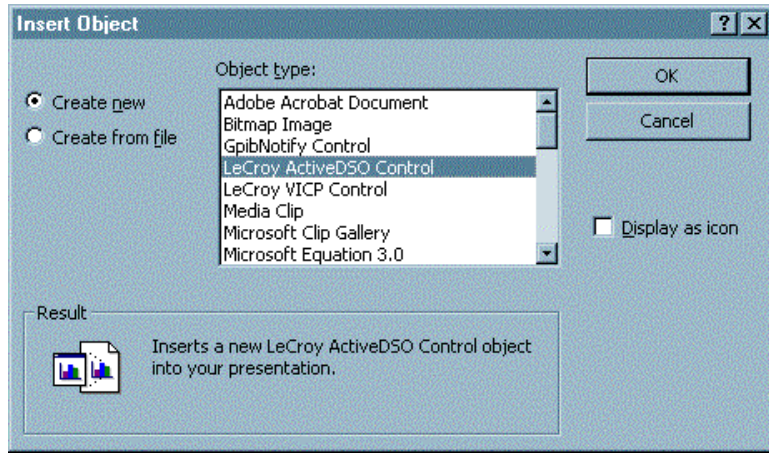 Insert Object
Object type:
Create new
Create from file
Adobe Acrobat Document
Bitmap Image
GpibNotify Control
LeCroy ActiveDSO Control
LeCroy VICP Control
Media Clip
Microsoft Clip Gallery
Microsoft Equation 3.0
OK
Cancel
Display as icon
Result
Inserts a new LeCroy ActiveDSO Control object
into your presentation.